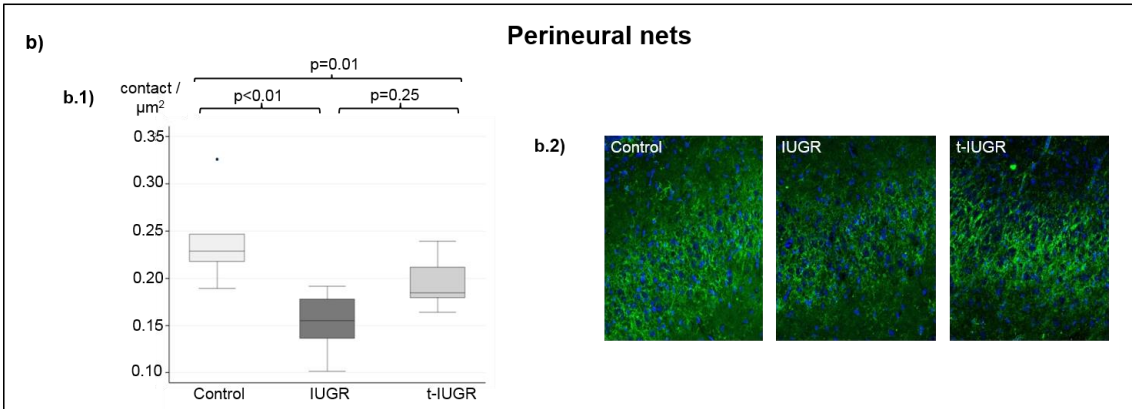 b)
Perineural nets
b.1)
contact /
µm²
p=0.01
p<0.01
p=0.25
0.35
0.30
0.25
0.20
0.15
0.10
Control
IUGR
t-IUGR
b.2)
Control
IUGR
t-IUGR